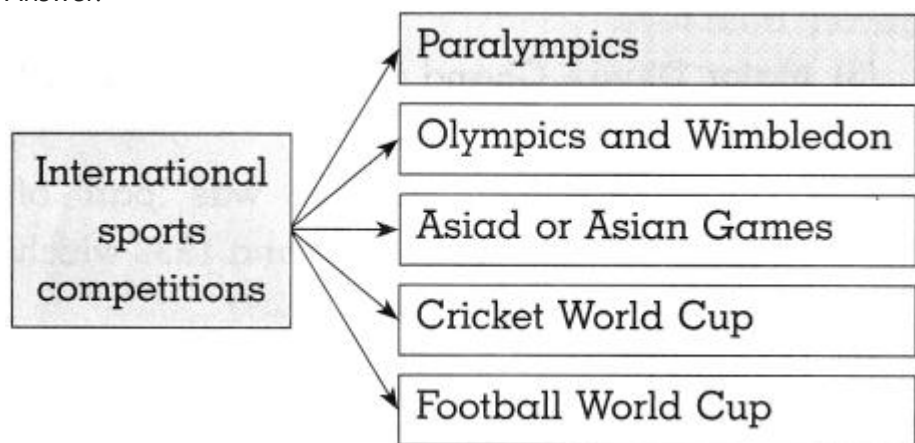 International
sports
competitions
Paralympics
Olympics and Wimbledon
Asiad or Asian Games
Cricket World Cup
Football World Cup